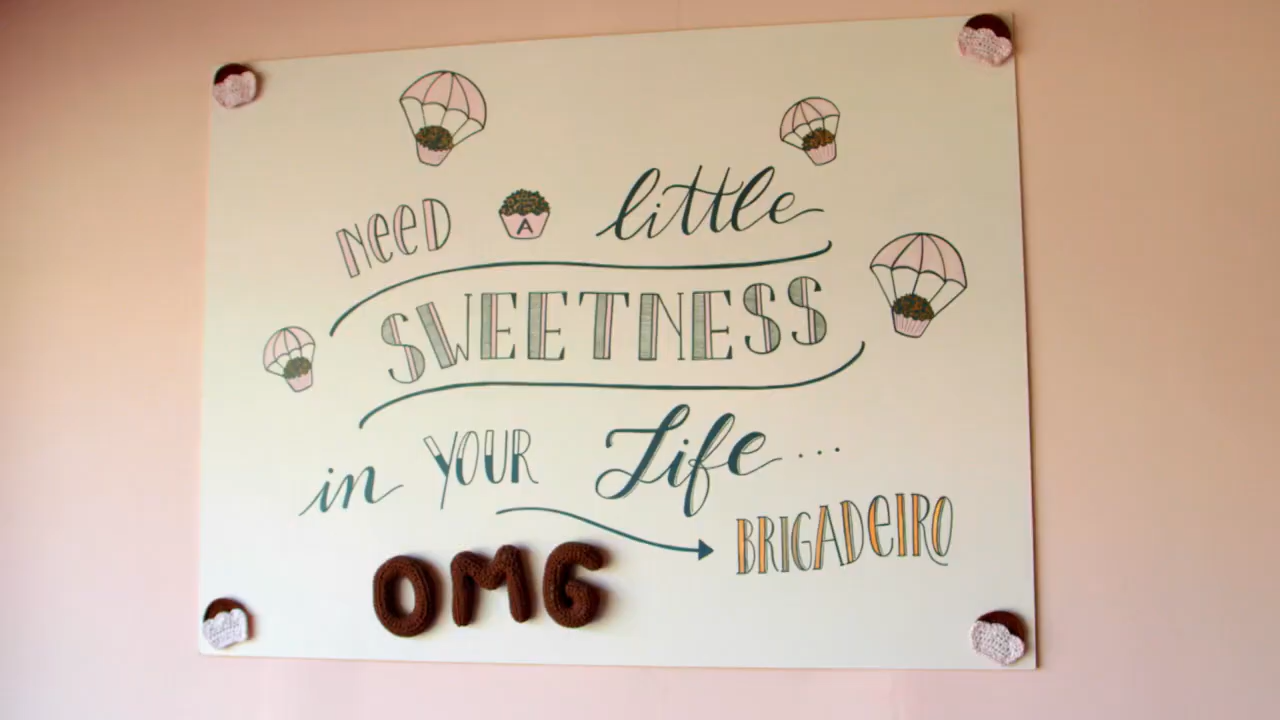 NeeD A little
SWEETNESS
in YOUR Life...
BRIGADeIRO
OMG